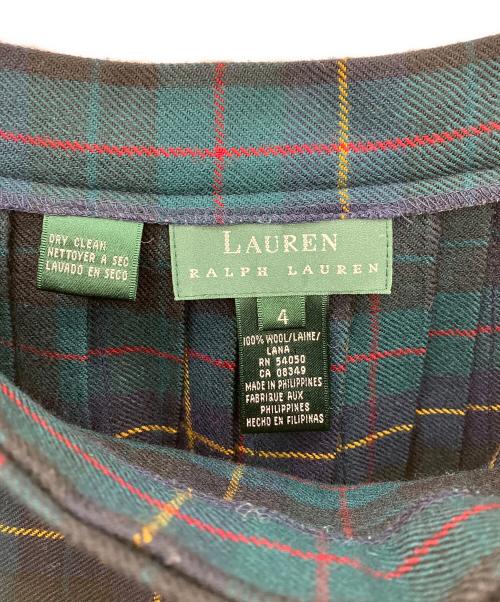 DRY CLEAN
NETTOYER A SEC
LAVADO EN SECO
LAUREN
RALPH LAUREN
4
100% WOOL/LAINE/
LANA
RN 54050
CA 08349
MADE IN PHILIPPINES
FABRIQUE AUX
PHILIPPINES
HECHO EN FILIPINAS